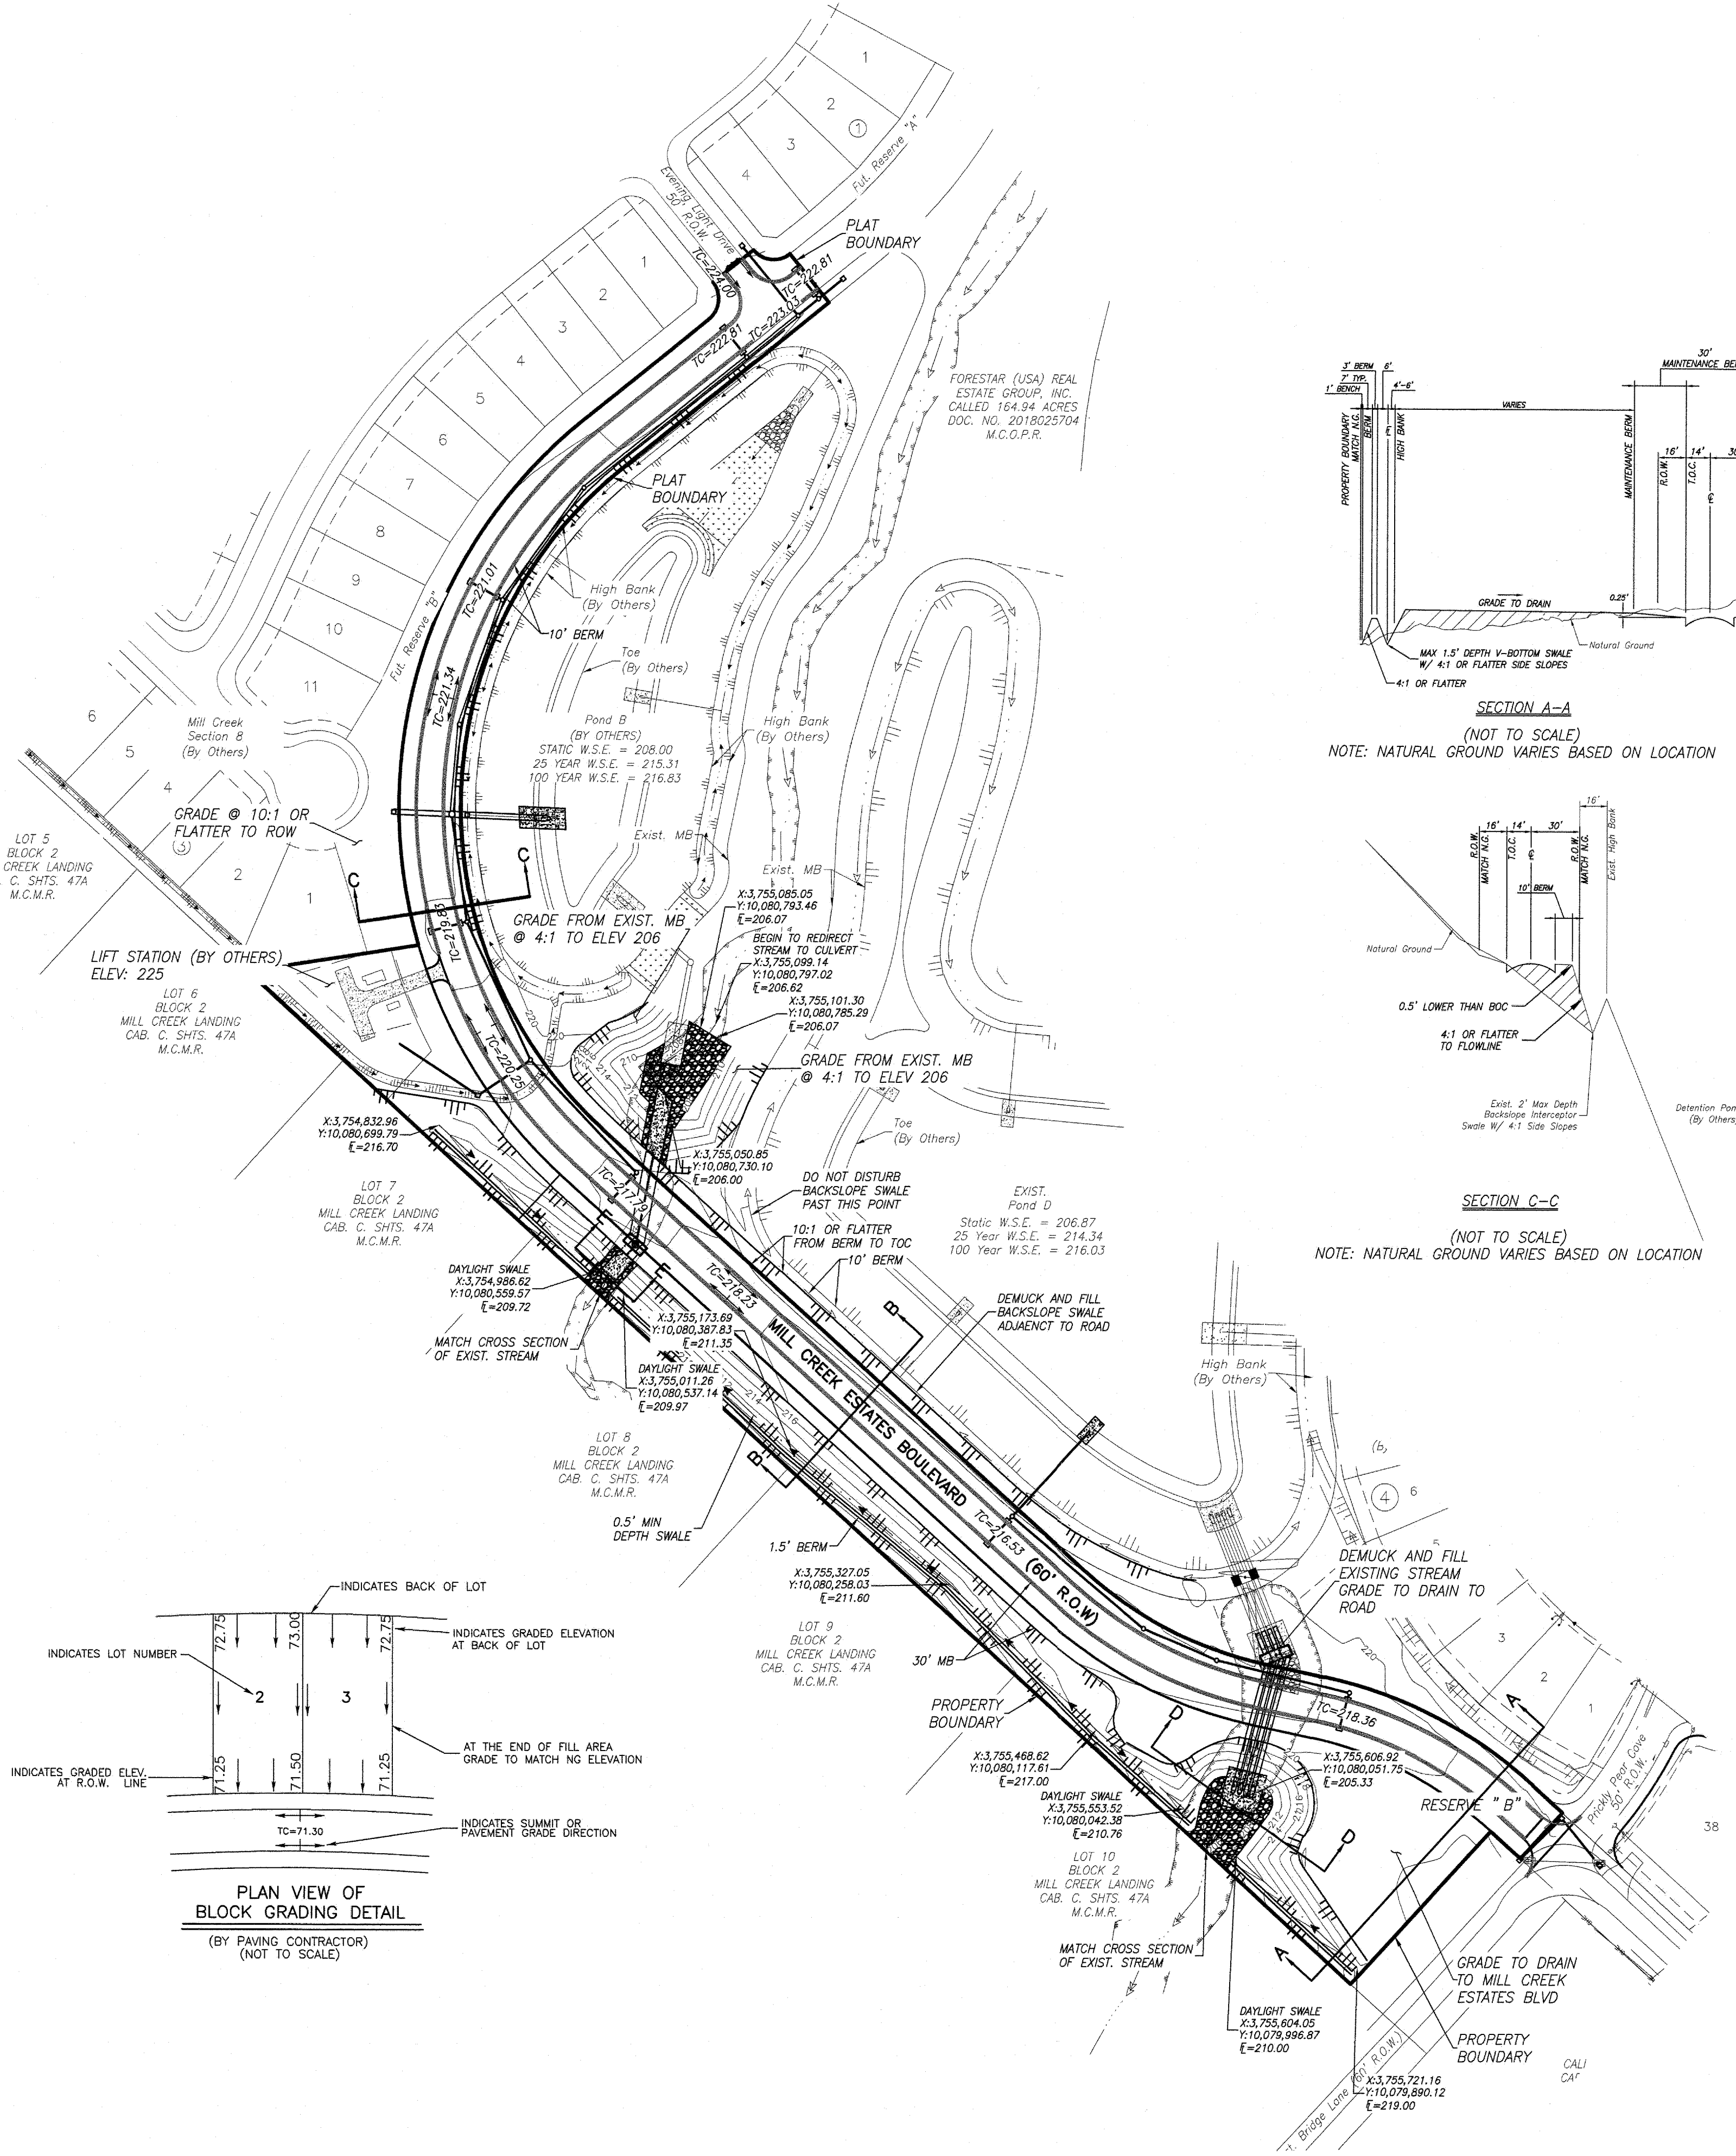 1
2
1
3
4
Fut. Reserve "A"
Evening Light Drive
50' R.O.W.
PLAT
BOUNDARY
TC=224.00
TC=222.81
TC=223.03
TC=222.81
1
2
3
4
5
6
7
8
9
10
11
Fut. Reserve "B"
FORESTAR (USA) REAL
ESTATE GROUP, INC.
CALLED 164.94 ACRES
DOC. NO. 2018025704
M.C.O.P.R.
PLAT
BOUNDARY
TC=221.01
High Bank
(By Others)
10' BERM
Toe
(By Others)
TC=221.34
Pond B
(BY OTHERS)
STATIC W.S.E. = 208.00
25 YEAR W.S.E. = 215.31
100 YEAR W.S.E. = 216.83
High Bank
(By Others)
Mill Creek
Section 8
(By Others)
6
5
4
2
1
GRADE @ 10:1 OR
FLATTER TO ROW
LOT 5
BLOCK 2
CREEK LANDING
C. SHTS. 47A
M.C.M.R.
Exist. MB
Exist. MB
C
C
TC=219.83
GRADE FROM EXIST. MB
@ 4:1 TO ELEV 206
X:3,755,085.05
Y:10,080,793.46
℄=206.07
BEGIN TO REDIRECT
STREAM TO CULVERT
X:3,755,099.14
Y:10,080,797.02
℄=206.62
X:3,755,101.30
Y:10,080,785.29
℄=206.07
LIFT STATION (BY OTHERS)
ELEV: 225
LOT 6
BLOCK 2
MILL CREEK LANDING
CAB. C. SHTS. 47A
M.C.M.R.
220
TC=220.25
216
214
210
GRADE FROM EXIST. MB
@ 4:1 TO ELEV 206
Toe
(By Others)
X:3,754,832.96
Y:10,080,699.79
℄=216.70
X:3,755,050.85
Y:10,080,730.10
℄=206.00
LOT 7
BLOCK 2
MILL CREEK LANDING
CAB. C. SHTS. 47A
M.C.M.R.
TC=217.79
DO NOT DISTURB
BACKSLOPE SWALE
PAST THIS POINT
EXIST.
Pond D
Static W.S.E. = 206.87
25 Year W.S.E. = 214.34
100 Year W.S.E. = 216.03
10:1 OR FLATTER
FROM BERM TO TOC
10' BERM
DAYLIGHT SWALE
X:3,754,986.62
Y:10,080,559.57
℄=209.72
TC=218.23
B
DEMUCK AND FILL
BACKSLOPE SWALE
ADJAENCT TO ROAD
X:3,755,173.69
Y:10,080,387.83
℄=211.35
MATCH CROSS SECTION
OF EXIST. STREAM
DAYLIGHT SWALE
X:3,755,011.26
Y:10,080,537.14
℄=209.97
214
216
MILL CREEK ESTATES BOULEVARD (60' R.O.W)
High Bank
(By Others)
LOT 8
BLOCK 2
MILL CREEK LANDING
CAB. C. SHTS. 47A
M.C.M.R.
B
0.5' MIN
DEPTH SWALE
1.5' BERM
TC=216.53
4
6
X:3,755,327.05
Y:10,080,258.03
℄=211.60
LOT 9
BLOCK 2
MILL CREEK LANDING
CAB. C. SHTS. 47A
M.C.M.R.
30' MB
DEMUCK AND FILL
EXISTING STREAM
GRADE TO DRAIN TO
ROAD
220
3
2
1
PROPERTY
BOUNDARY
TC=218.36
A
D
X:3,755,468.62
Y:10,080,117.61
℄=217.00
X:3,755,606.92
Y:10,080,051.75
℄=205.33
Prickly Pear Cove
50' R.O.W.
DAYLIGHT SWALE
X:3,755,553.52
Y:10,080,042.38
℄=210.76
RESERVE "B"
38
D
LOT 10
BLOCK 2
MILL CREEK LANDING
CAB. C. SHTS. 47A
M.C.M.R.
MATCH CROSS SECTION
OF EXIST. STREAM
A
GRADE TO DRAIN
TO MILL CREEK
ESTATES BLVD
DAYLIGHT SWALE
X:3,755,604.05
Y:10,079,996.87
℄=210.00
PROPERTY
BOUNDARY
Bridge Lane (60' R.O.W.)
X:3,755,721.16
Y:10,079,890.12
℄=219.00
30'
3' BERM
6'
7' TYP.
1' BENCH
4'-6'
VARIES
PROPERTY BOUNDARY
MATCH N.G.
BERM
℄
HIGH BANK
MAINTENANCE BERM
16'
14'
R.O.W.
T.O.C.
℄
GRADE TO DRAIN
0.25'
Natural Ground
MAX 1.5' DEPTH V-BOTTOM SWALE
W/ 4:1 OR FLATTER SIDE SLOPES
4:1 OR FLATTER
SECTION A-A
(NOT TO SCALE)
NOTE: NATURAL GROUND VARIES BASED ON LOCATION
16'
16'
14'
30'
R.O.W.
MATCH N.G.
T.O.C.
℄
R.O.W.
MATCH N.G.
Exist. High Bank
10' BERM
Natural Ground
0.5' LOWER THAN BOC
4:1 OR FLATTER
TO FLOWLINE
Exist. 2' Max Depth
Backslope Interceptor
Swale W/ 4:1 Side Slopes
Detention
(By Others
SECTION C-C
(NOT TO SCALE)
NOTE: NATURAL GROUND VARIES BASED ON LOCATION
INDICATES BACK OF LOT
72.75
73.00
72.75
INDICATES GRADED ELEVATION
AT BACK OF LOT
INDICATES LOT NUMBER
2
3
AT THE END OF FILL AREA
GRADE TO MATCH NG ELEVATION
INDICATES GRADED ELEV.
AT R.O.W. LINE
71.25
71.50
71.25
TC=71.30
INDICATES SUMMIT OR
PAVEMENT GRADE DIRECTION
PLAN VIEW OF
BLOCK GRADING DETAIL
(BY PAVING CONTRACTOR)
(NOT TO SCALE)